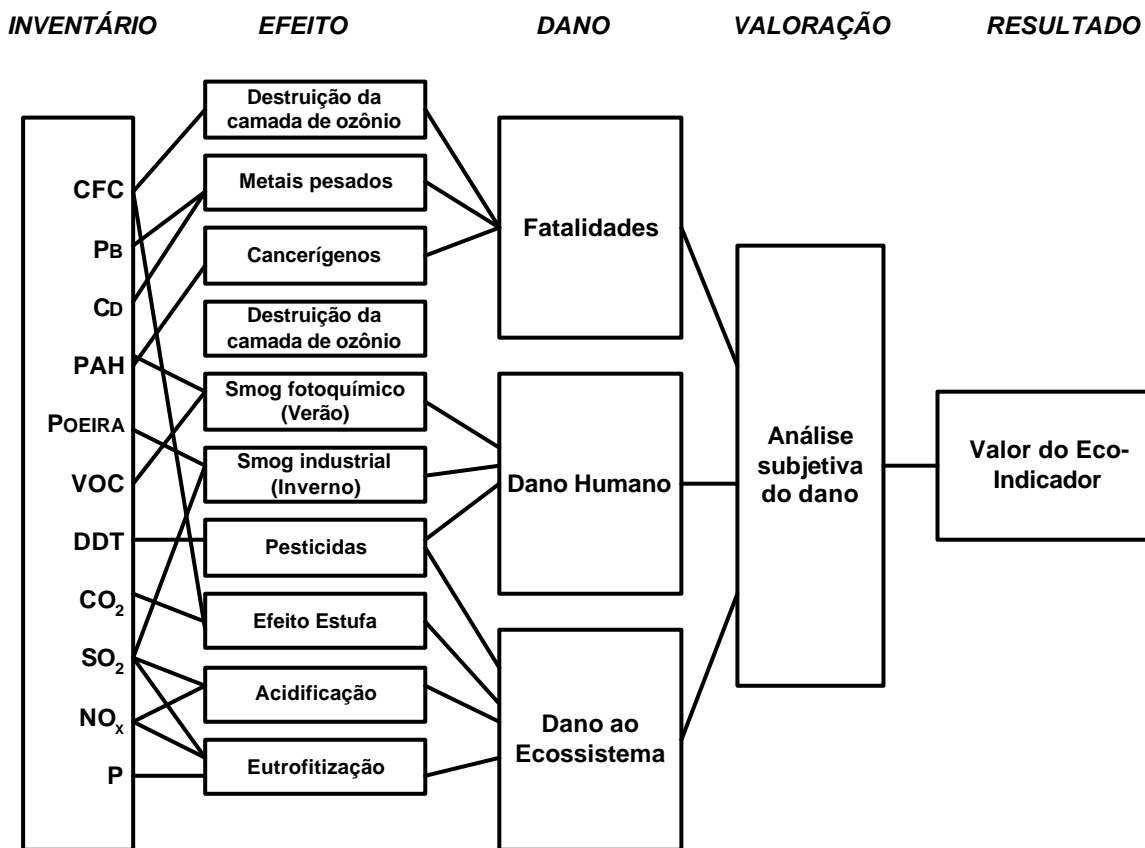 INVENTÁRIO EFEITO DANO VALORAÇÃO RESULTADO
CFC
PB
CD
PAH
POEIRA
VOC
DDT
CO₂
SO₂
NOₓ
P
Destruição da
camada de ozônio
Metais pesados
Cancerígenos
Destruição da
camada de ozônio
Smog fotoquímico
(Verão)
Smog industrial
(Inverno)
Pesticidas
Efeito Estufa
Acidificação
Eutrofitização
Fatalidades
Dano Humano
Dano ao
Ecossistema
Análise
subjetiva
do dano
Valor do Eco-
Indicador